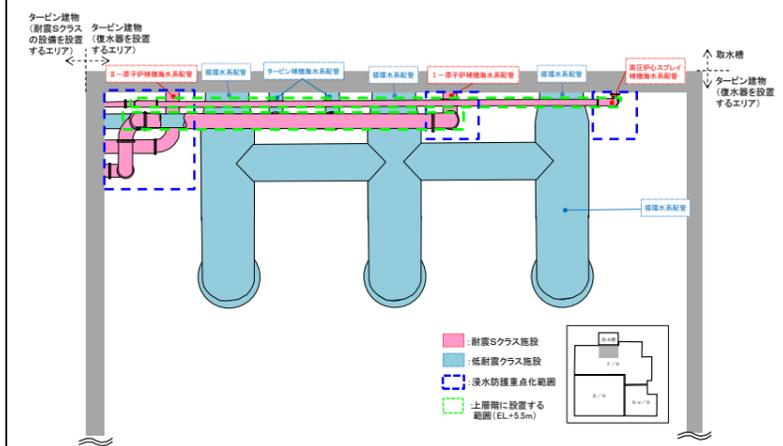 タービン建物
(耐震Sクラス
の設備を設置
するエリア)
タービン建物
(復水器を設置
するエリア)
Ⅱ－原子炉補機海水系配管
循環水系配管
タービン補機海水系配管
循環水系配管
Ⅰ－原子炉補機海水系配管
循環水系配管
高圧炉心スプレイ
補機海水系配管
取水槽
タービン建物
(復水器を設置
するエリア)
循環水系配管
:耐震Sクラス施設
:低耐震クラス施設
:浸水防護重点化範囲
:上層階に設置する
範囲(EL.+5.5m)
取水槽
T/B
R/B
Rw/B